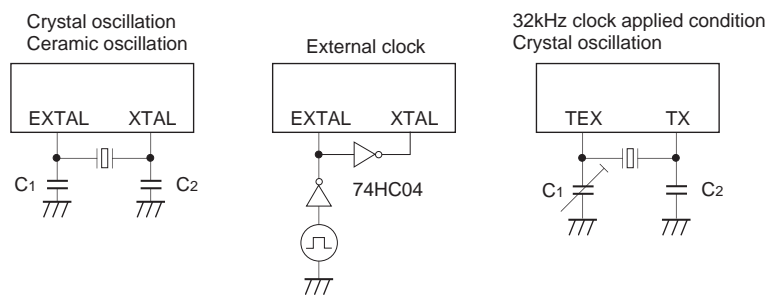 Crystal oscillation
Ceramic oscillation
EXTAL XTAL
C1 C2
External clock
EXTAL XTAL
74HC04
32kHz clock applied condition
Crystal oscillation
TEX TX
C1 C2